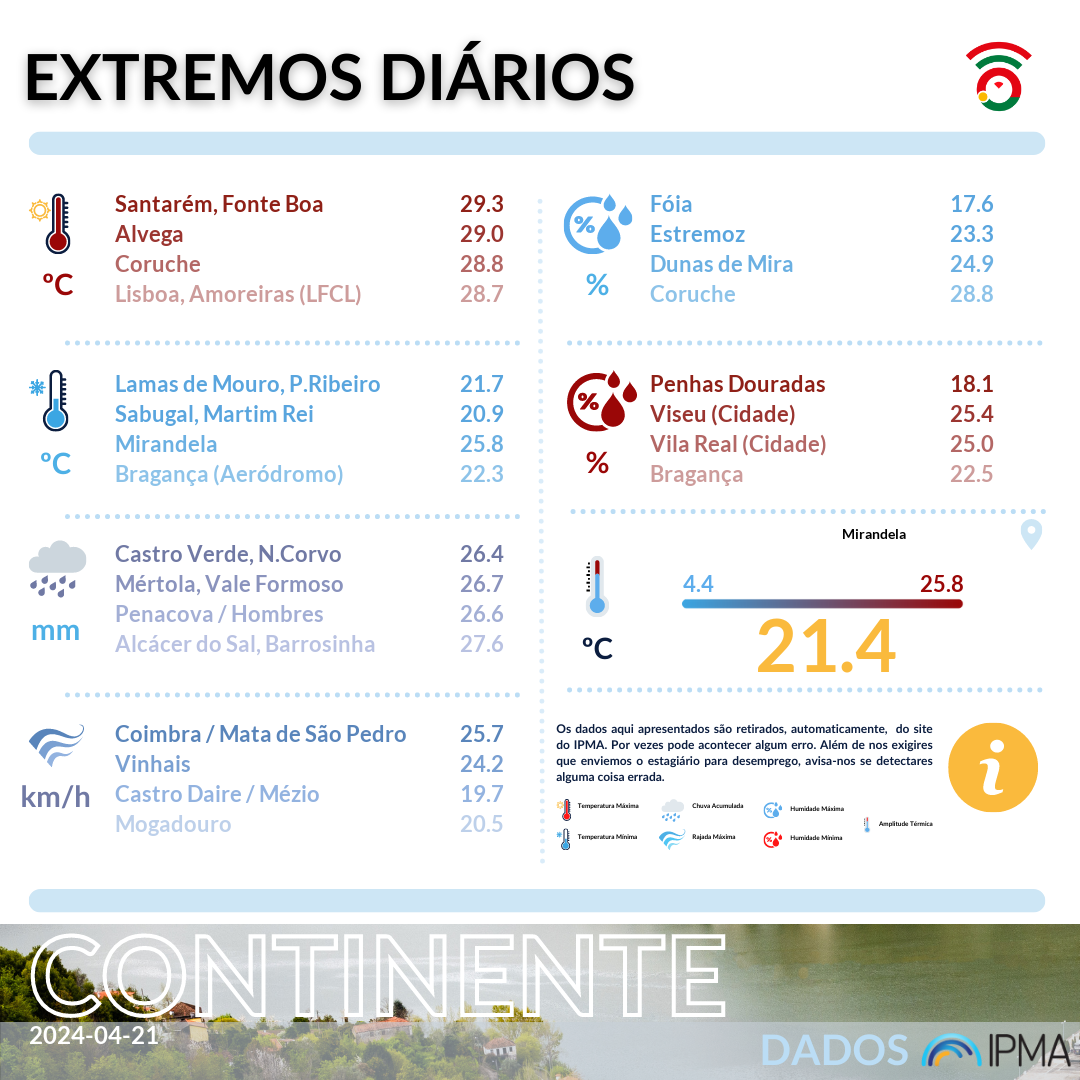 EXTREMOS DIÁRIOS
ºC
Santarém, Fonte Boa 29.3
Alvega 29.0
Coruche 28.8
Lisboa, Amoreiras (LFCL) 28.7
ºC
Lamas de Mouro, P.Ribeiro 21.7
Sabugal, Martim Rei 20.9
Mirandela 25.8
Bragança (Aeródromo) 22.3
mm
Castro Verde, N.Corvo 26.4
Mértola, Vale Formoso 26.7
Penacova / Hombres 26.6
Alcácer do Sal, Barrosinha 27.6
km/h
Coimbra / Mata de São Pedro 25.7
Vinhais 24.2
Castro Daire / Mézio 19.7
Mogadouro 20.5
%
%
Fóia 17.6
Estremoz 23.3
Dunas de Mira 24.9
Coruche 28.8
%
%
Penhas Douradas 18.1
Viseu (Cidade) 25.4
Vila Real (Cidade) 25.0
Bragança 22.5
Mirandela
4.4 25.8
ºC
21.4
Os dados aqui apresentados são retirados, automaticamente, do site
do IPMA. Por vezes pode acontecer algum erro. Além de nos exigires
que enviemos o estagiário para desemprego, avisa-nos se detectares
alguma coisa errada.
i
Temperatura Máxima
Chuva Acumulada
Humidade Máxima
Amplitude Térmica
Temperatura Mínima
Rajada Máxima
Humidade Mínima
CONTINENTE
2024-04-21
DADOS IPMA